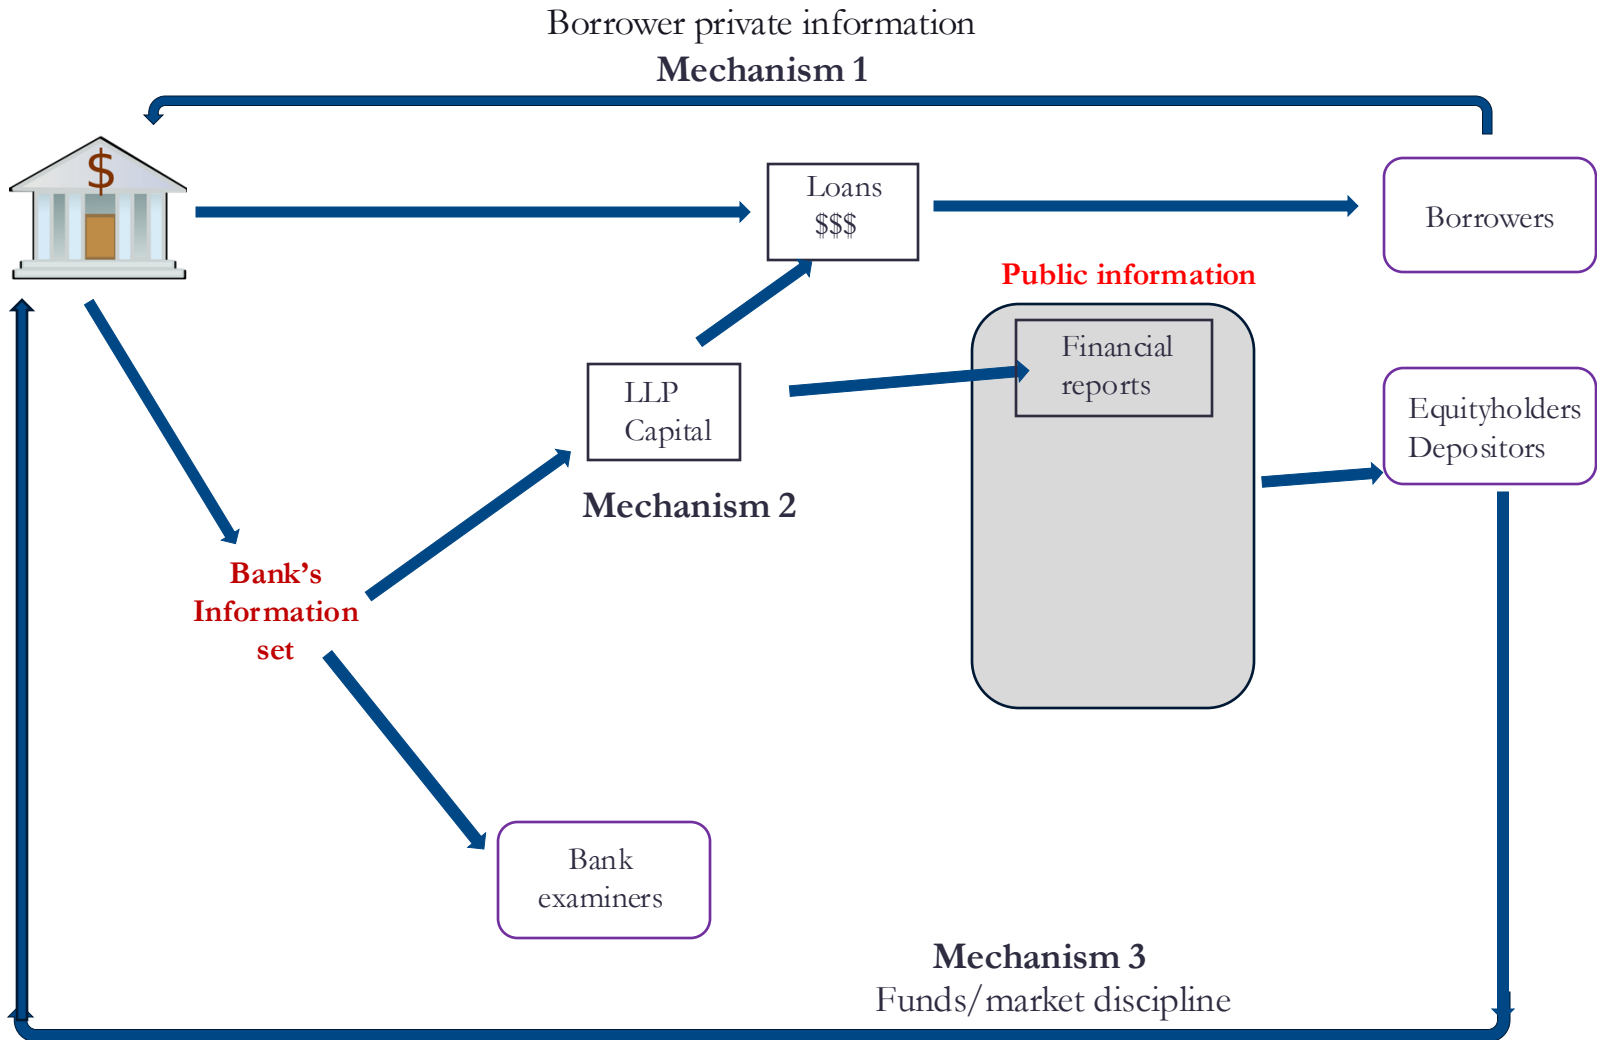 Borrower private information
Mechanism 1
$
Loans
$$$
Borrowers
Public information
Financial
reports
LLP
Capital
Equityholders
Depositors
Mechanism 2
Bank’s
Information
set
Bank
examiners
Mechanism 3
Funds/market discipline